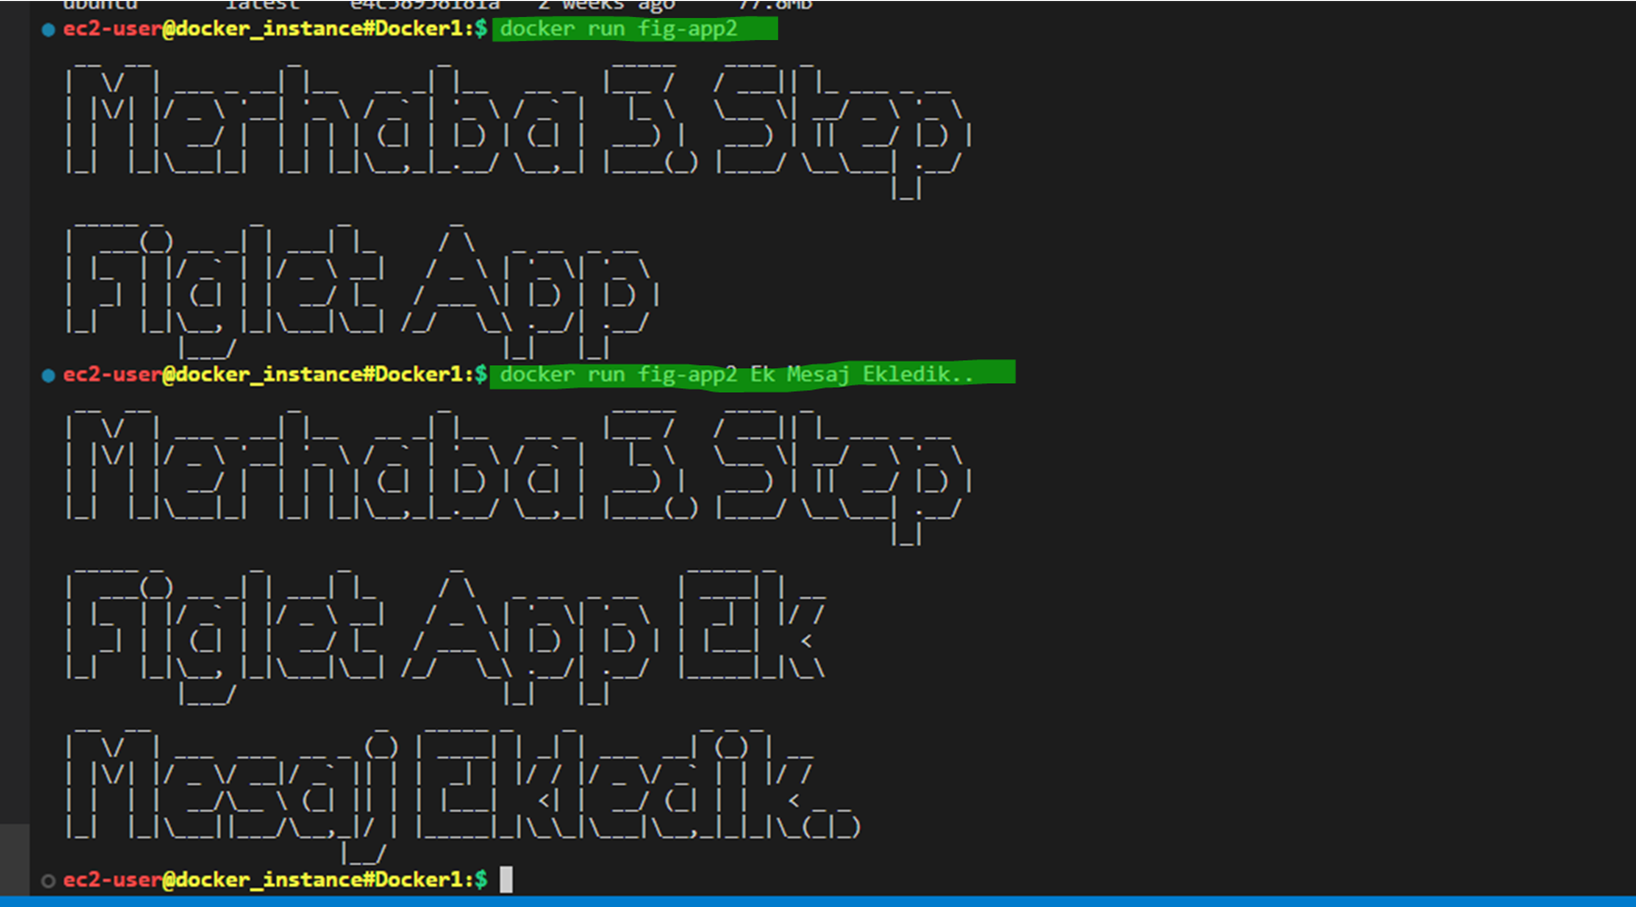 ubuntu latest e4c58958181a 2 weeks ago 77.8MB
ec2-user@docker_instance#Docker1:$ docker run fig-app2
Merhaba 3. Step
Figlet App
ec2-user@docker_instance#Docker1:$ docker run fig-app2 Ek Mesaj Ekledik..
Merhaba 3. Step
Figlet App Ek
Mesaj Ekledik..
ec2-user@docker_instance#Docker1:$